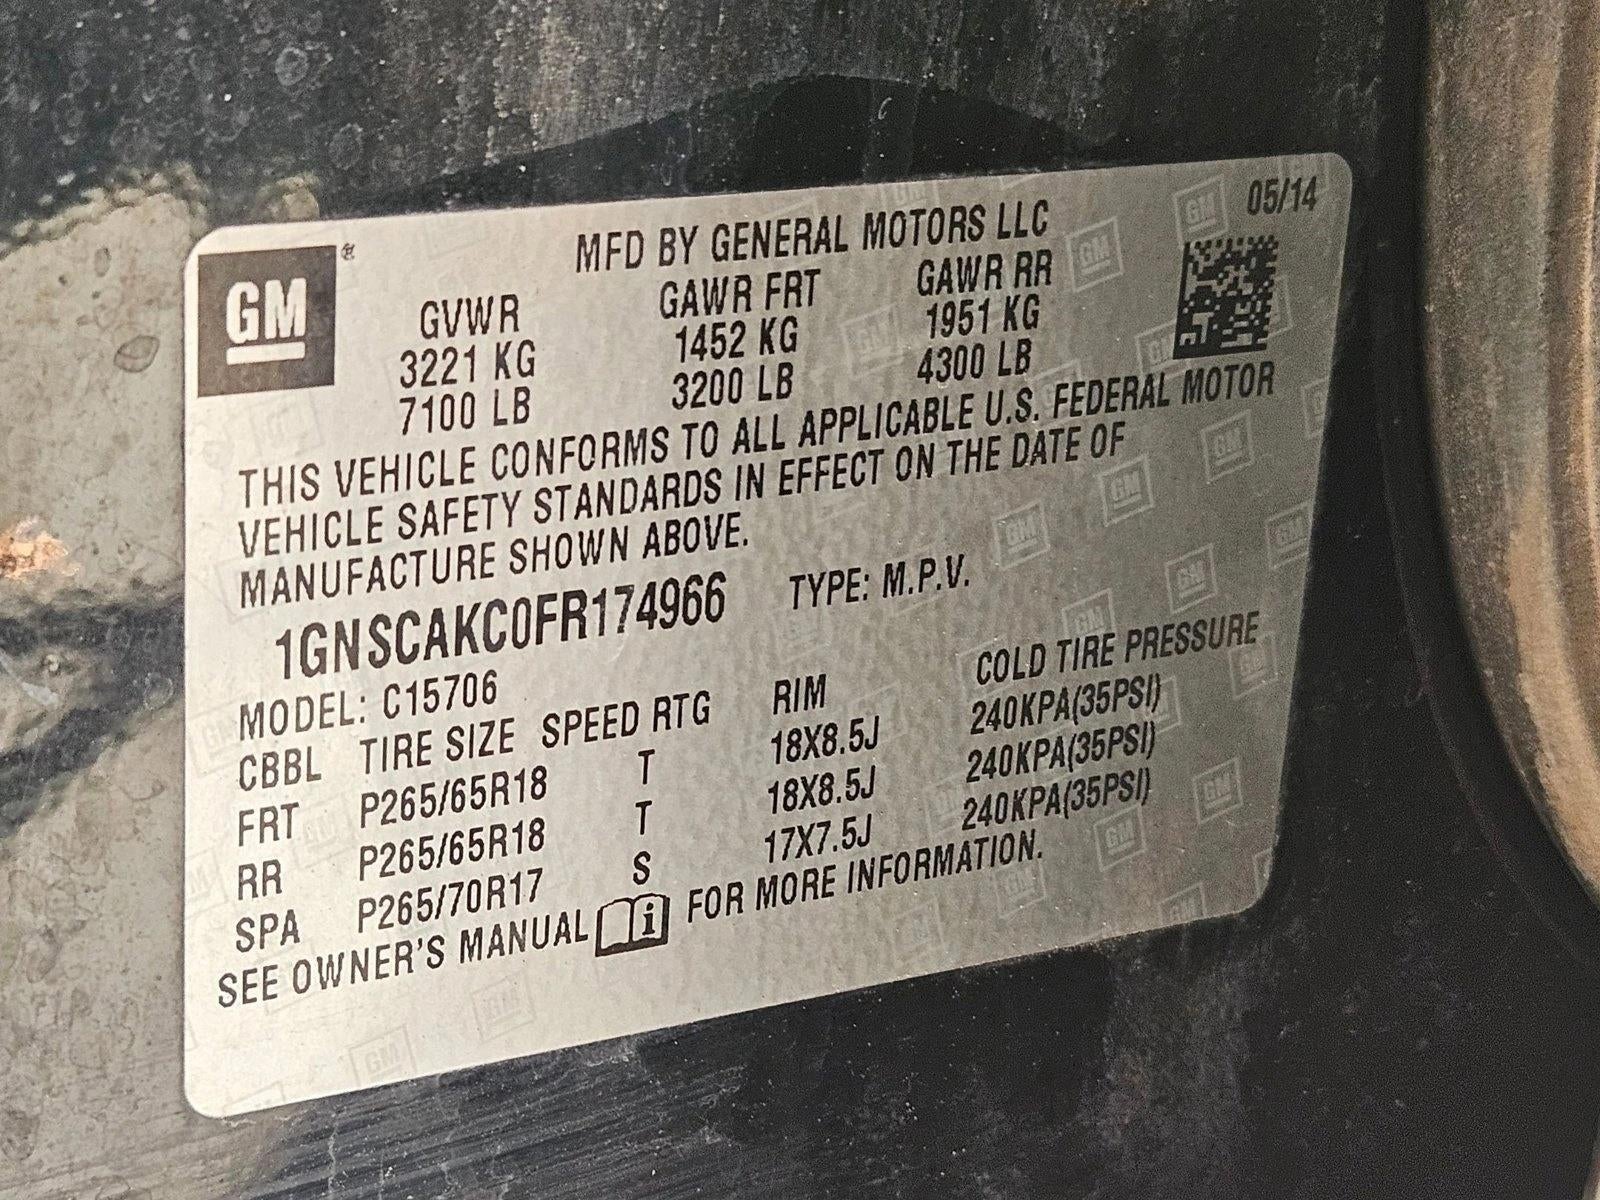 GM®
MFD BY GENERAL MOTORS LLC
05/14
GVWR GAWR FRT GAWR RR
3221 KG 1452 KG 1951 KG
7100 LB 3200 LB 4300 LB
THIS VEHICLE CONFORMS TO ALL APPLICABLE U.S. FEDERAL MOTOR
VEHICLE SAFETY STANDARDS IN EFFECT ON THE DATE OF
MANUFACTURE SHOWN ABOVE.
1GNSCAKC0FR174966 TYPE: M.P.V.
MODEL: C15706
CBBL TIRE SIZE SPEED RTG RIM COLD TIRE PRESSURE
FRT P265/65R18 T 18X8.5J 240KPA(35PSI)
RR P265/65R18 T 18X8.5J 240KPA(35PSI)
SPA P265/70R17 S 17X7.5J 240KPA(35PSI)
SEE OWNER'S MANUAL i FOR MORE INFORMATION.